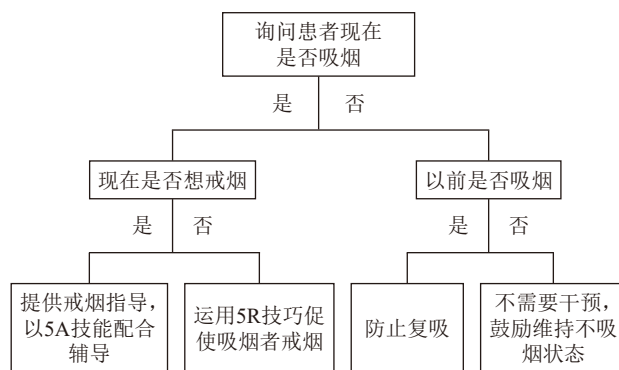 询问患者现在
是否吸烟
是 否
现在是否想戒烟
以前是否吸烟
是 否
是 否
提供戒烟指导，
以5A技能配合
辅导
运用5R技巧促
使吸烟者戒烟
防止复吸
不需要干预，
鼓励维持不吸
烟状态